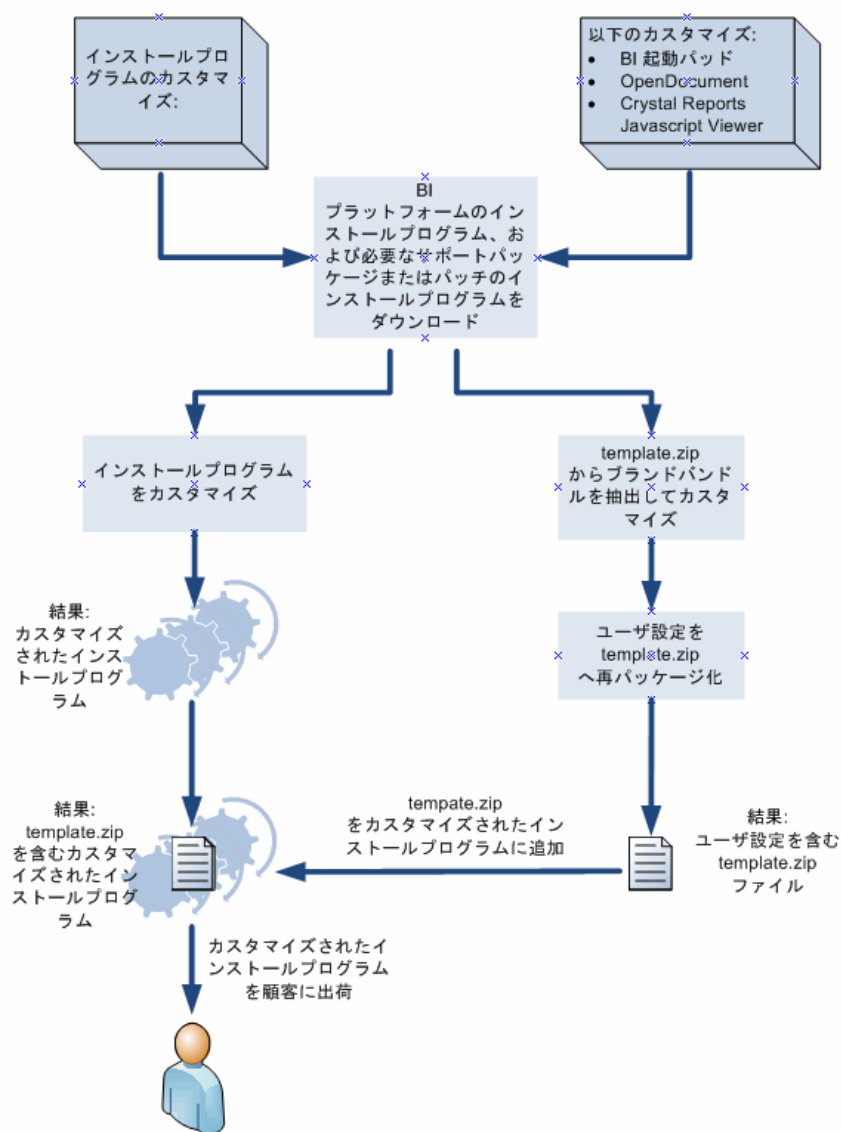 インストールプロ
グラムのカスタマ
イズ:
以下のカスタマイズ:
• BI 起動パッド
• OpenDocument
• Crystal Reports
Javascript Viewer
BI
プラットフォームのイン
ストールプログラム、お
よび必要なサポートパッ
ケージまたはパッチのイ
ンストールプログラムを
ダウンロード
インストールプログラム
をカスタマイズ
template.zip
からブランドバンド
ルを抽出してカスタ
マイズ
結果:
カスタマイズ
されたインス
トールプログ
ラム
ユーザ設定を
template.zip
へ再パッケージ化
結果:
template.zip
を含むカスタマ
イズされたイン
ストールプログ
ラム
tempate.zip
をカスタマイズされたイン
ストールプログラムに追加
結果:
ユーザ設定を含む
template.zip
ファイル
カスタマイズされたイ
ンストールプログラム
を顧客に出荷